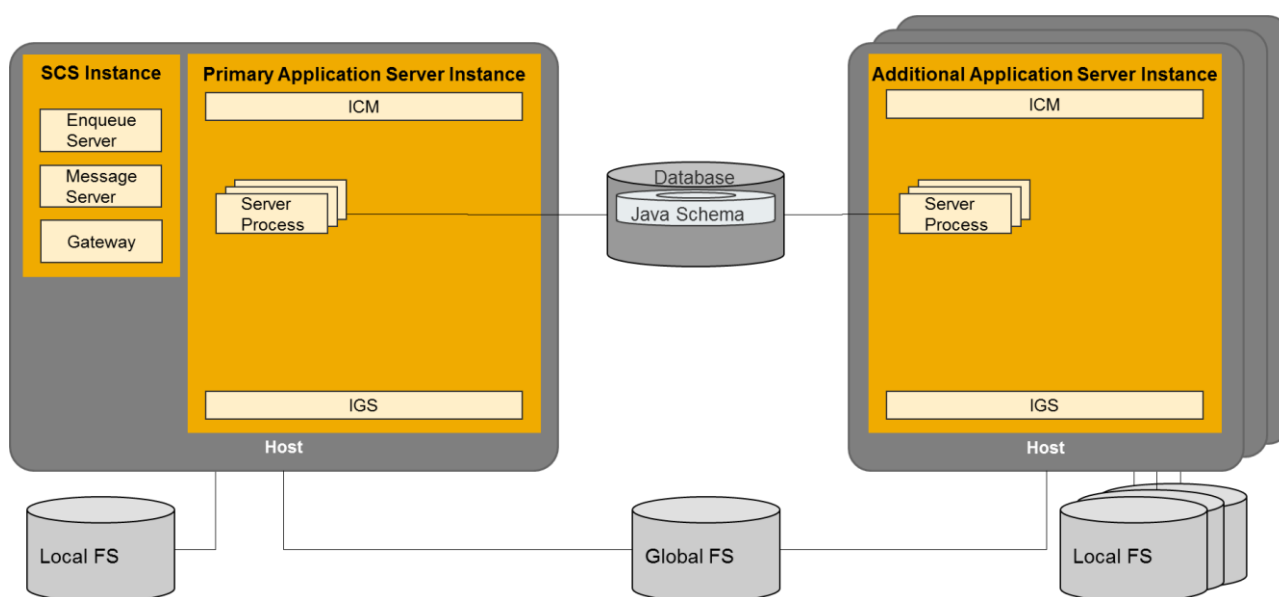 SCS Instance
Enqueue
Server
Message
Server
Gateway
Primary Application Server Instance
ICM
Server
Process
IGS
Host
Database
Java Schema
Additional Application Server Instance
ICM
Server
Process
IGS
Host
Local FS
Global FS
Local FS